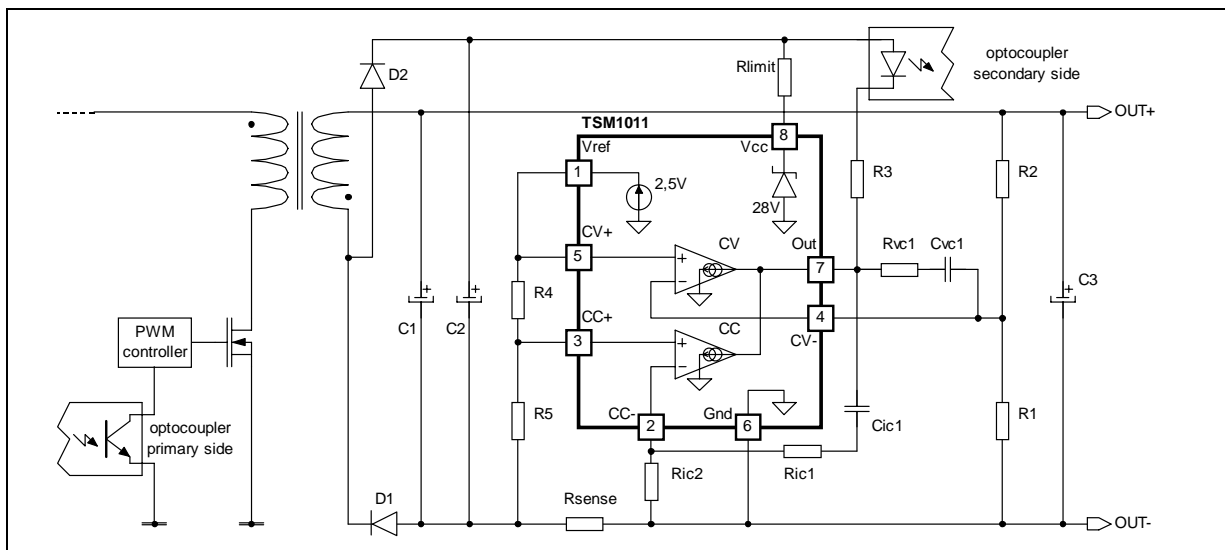 optocoupler
secondary side
D2
Rlimit
OUT+
TSM1011
Vref
8
Vcc
1
2,5V
28V
R3
R2
CV+
CV
Out
Rvc1
Cvc1
5
7
R4
C3
C1
C2
4
PWM
controller
CC+
CC
CV-
3
CC-
Gnd
R5
R1
2
6
Cic1
optocoupler
primary side
Ric2
Ric1
D1
Rsense
OUT-